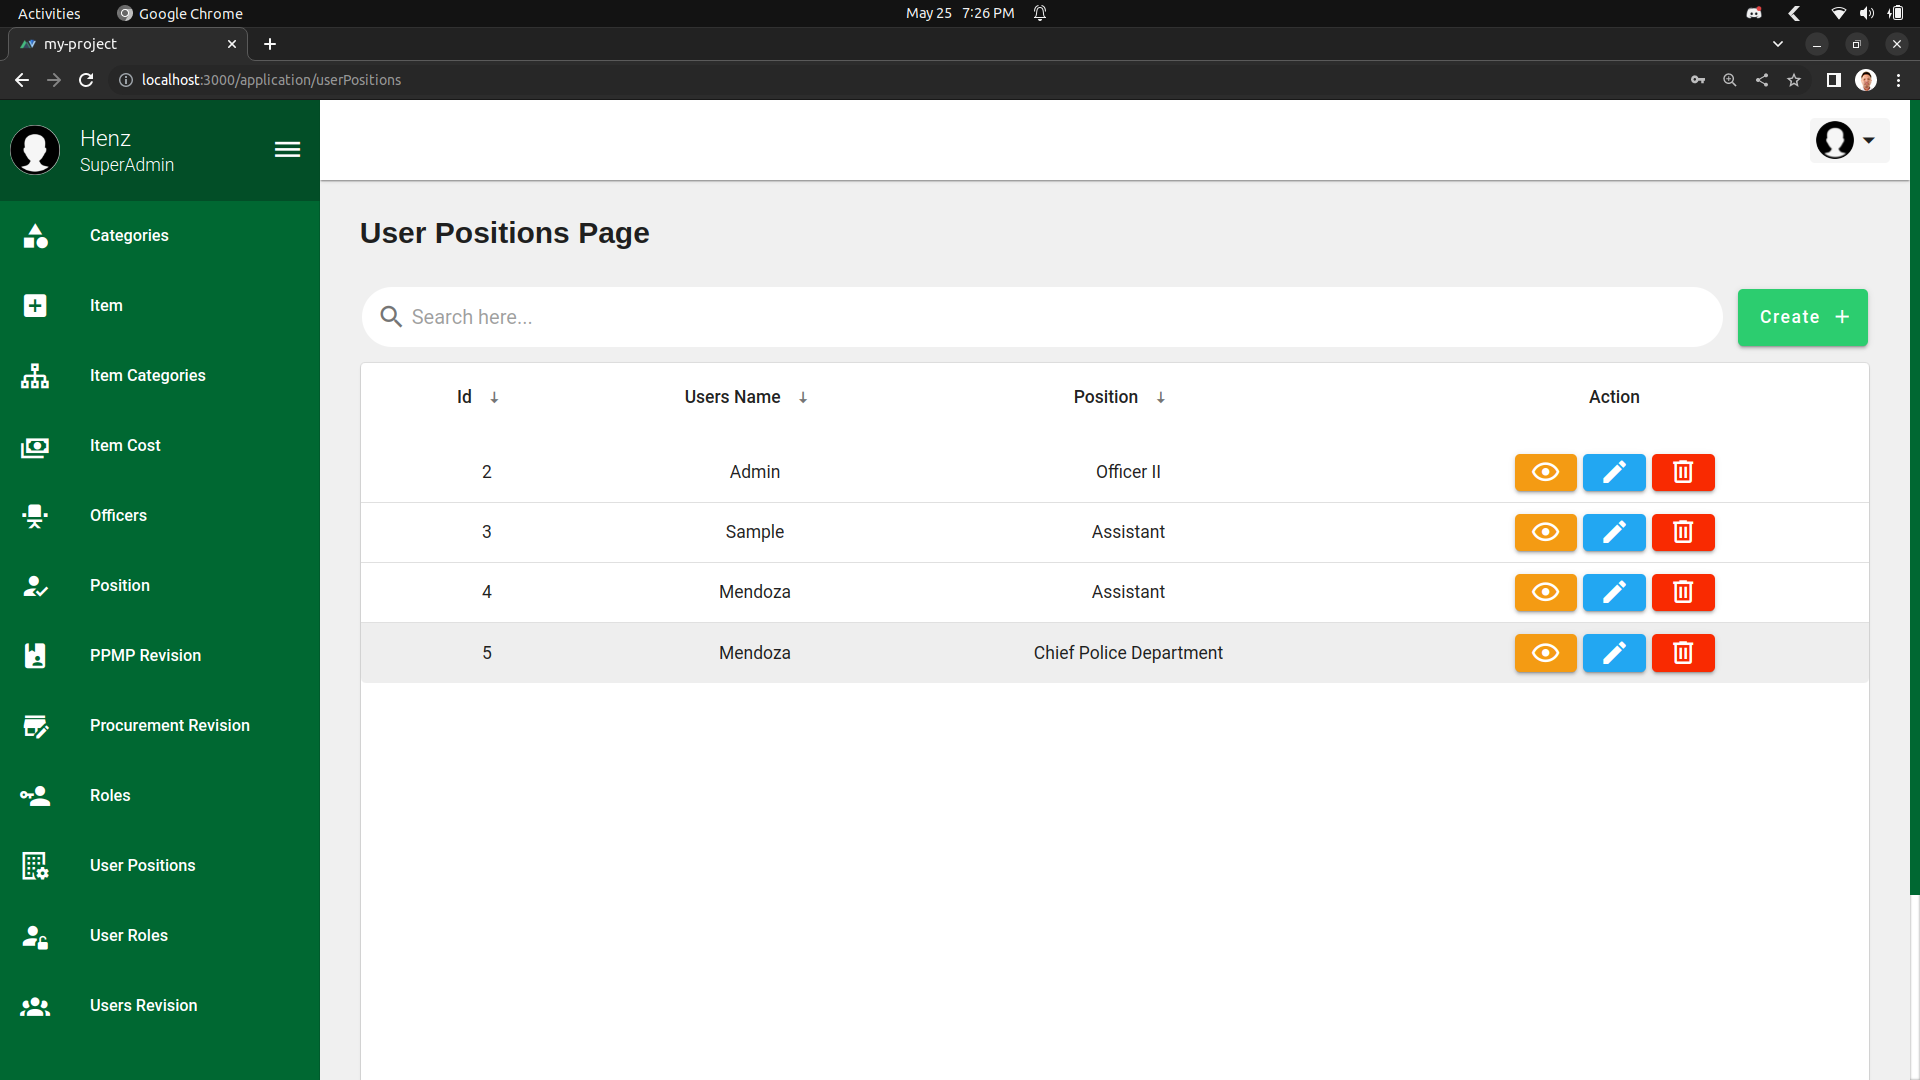 Activities Google Chrome May 25 7:26 PM
my-project
localhost:3000/application/userPositions
Henz
SuperAdmin
Categories
Item
Item Categories
Item Cost
Officers
Position
PPMP Revision
Procurement Revision
Roles
User Positions
User Roles
Users Revision
User Positions Page
Search here...
Create +
Id Users Name Position Action
2 Admin Officer II
3 Sample Assistant
4 Mendoza Assistant
5 Mendoza Chief Police Department